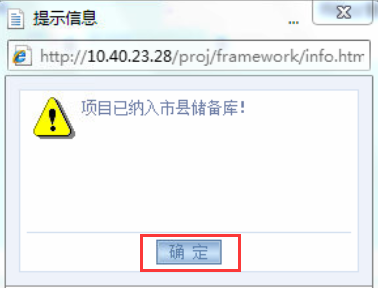 提示信息
...
http://10.40.23.28/proj/framework/info.htm
项目已纳入市县储备库!
确 定